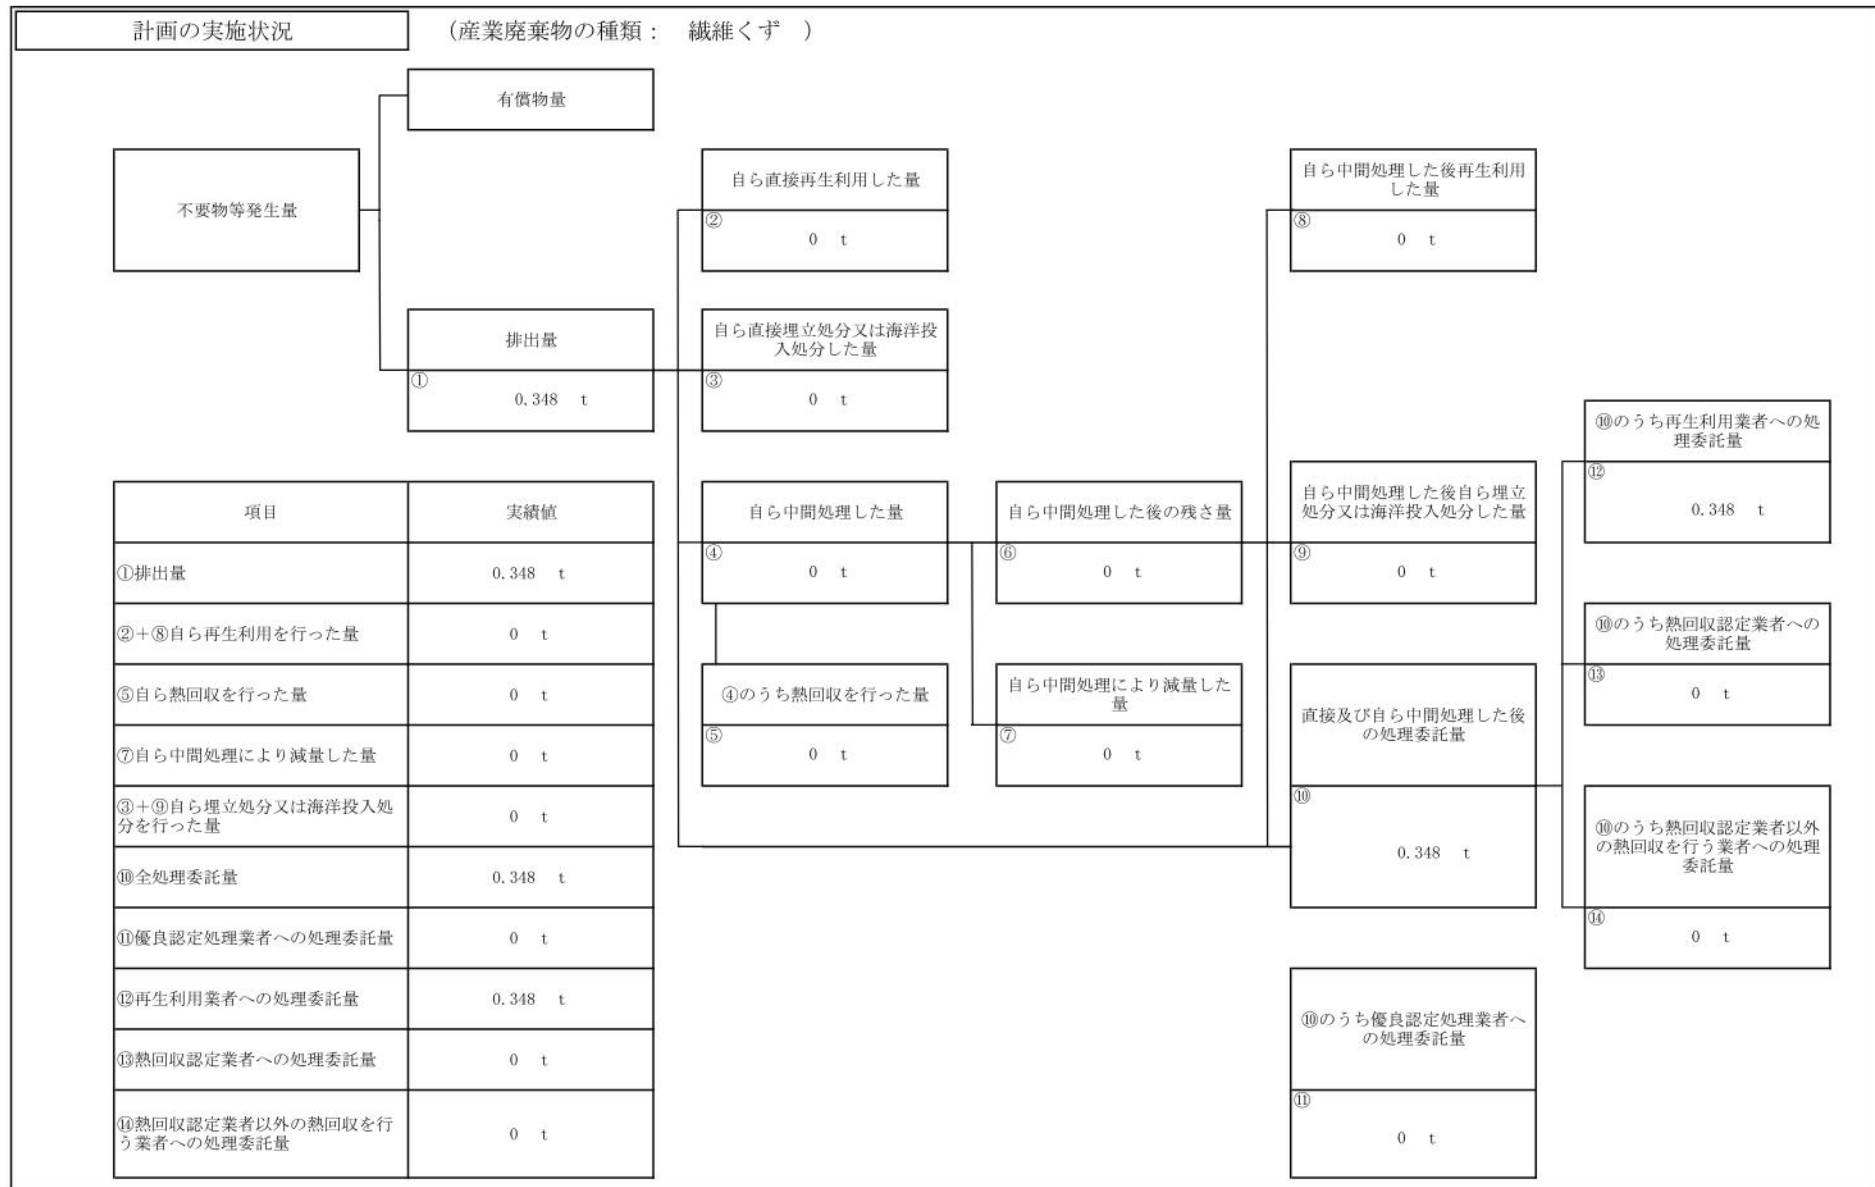 計画の実施状況
（産業廃棄物の種類： 繊維くず ）
有償物量
不要物等発生量
排出量
①
0.348 t
自ら直接再生利用した量
②
0 t
自ら直接埋立処分又は海洋投
入処分した量
③
0 t
自ら中間処理した後再生利用
した量
⑧
0 t
自ら中間処理した量
④
0 t
④のうち熱回収を行った量
⑤
0 t
自ら中間処理した後の残さ量
⑥
0 t
自ら中間処理により減量した
量
⑦
0 t
自ら中間処理した後自ら埋立
処分又は海洋投入処分した量
⑨
0 t
直接及び自ら中間処理した後
の処理委託量
⑩
0.348 t
⑩のうち優良認定処理業者へ
の処理委託量
⑪
0 t
⑩のうち再生利用業者への処
理委託量
⑫
0.348 t
⑩のうち熱回収認定業者への
処理委託量
⑬
0 t
⑩のうち熱回収認定業者以外
の熱回収を行う業者への処理
委託量
⑭
0 t
項目 実績値
①排出量 0.348 t
②＋⑧自ら再生利用を行った量 0 t
⑤自ら熱回収を行った量 0 t
⑦自ら中間処理により減量した量 0 t
③＋⑨自ら埋立処分又は海洋投入処
分を行った量 0 t
⑩全処理委託量 0.348 t
⑪優良認定処理業者への処理委託量 0 t
⑫再生利用業者への処理委託量 0.348 t
⑬熱回収認定業者への処理委託量 0 t
⑭熱回収認定業者以外の熱回収を行
う業者への処理委託量 0 t